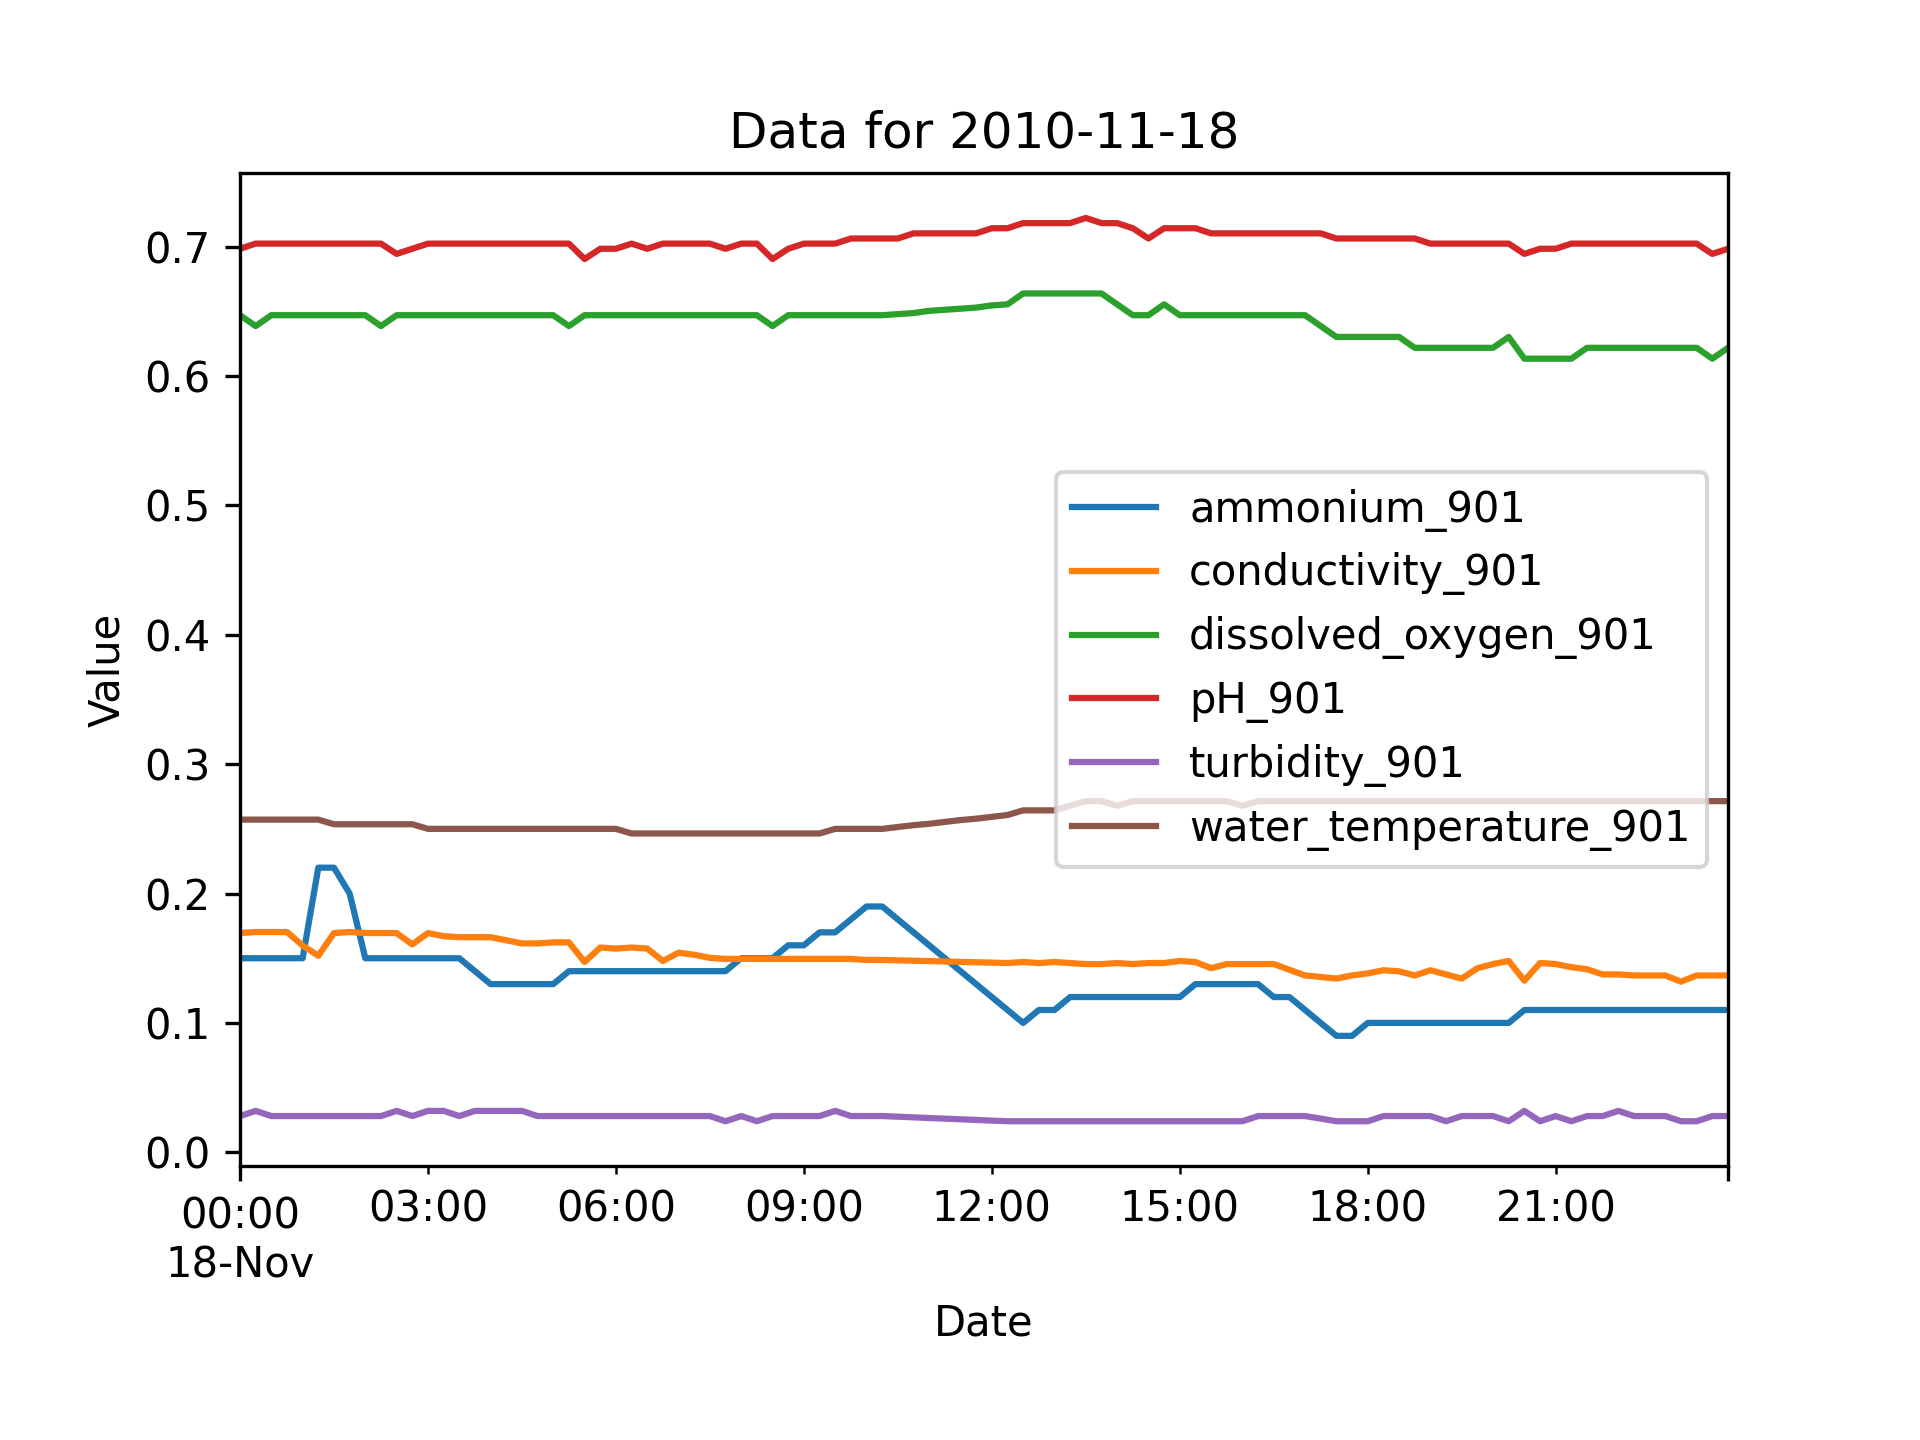 Data for 2010-11-18
Value
0.7
0.6
0.5
0.4
0.3
0.2
0.1
0.0
ammonium_901
conductivity_901
dissolved_oxygen_901
pH_901
turbidity_901
water_temperature_901
00:00 03:00 06:00 09:00 12:00 15:00 18:00 21:00
18-Nov
Date